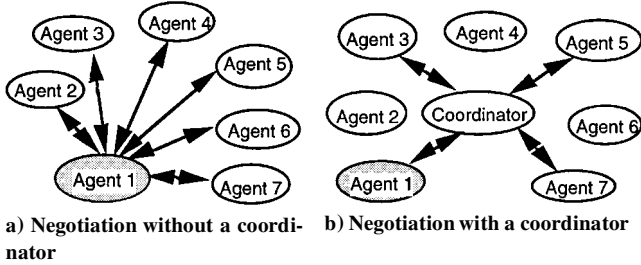 Agent 3
Agent 4
Agent 2
Agent 5
Agent 6
Agent 1
Agent 7
a) Negotiation without a coordi-
nator
Agent 3
Agent 4
Agent 5
Agent 2
Coordinator
Agent 6
Agent 1
Agent 7
b) Negotiation with a coordinator